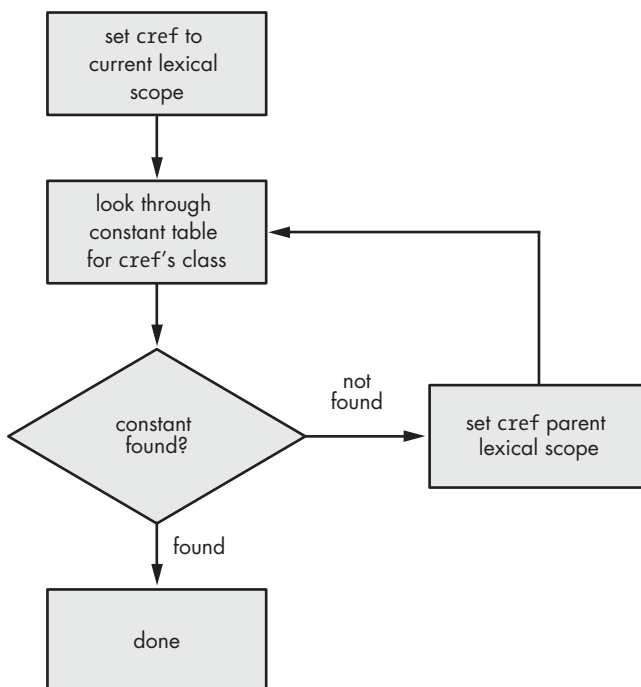 set cref to
current lexical
scope
look through
constant table
for cref's class
constant
found?
not
found
set cref parent
lexical scope
found
done